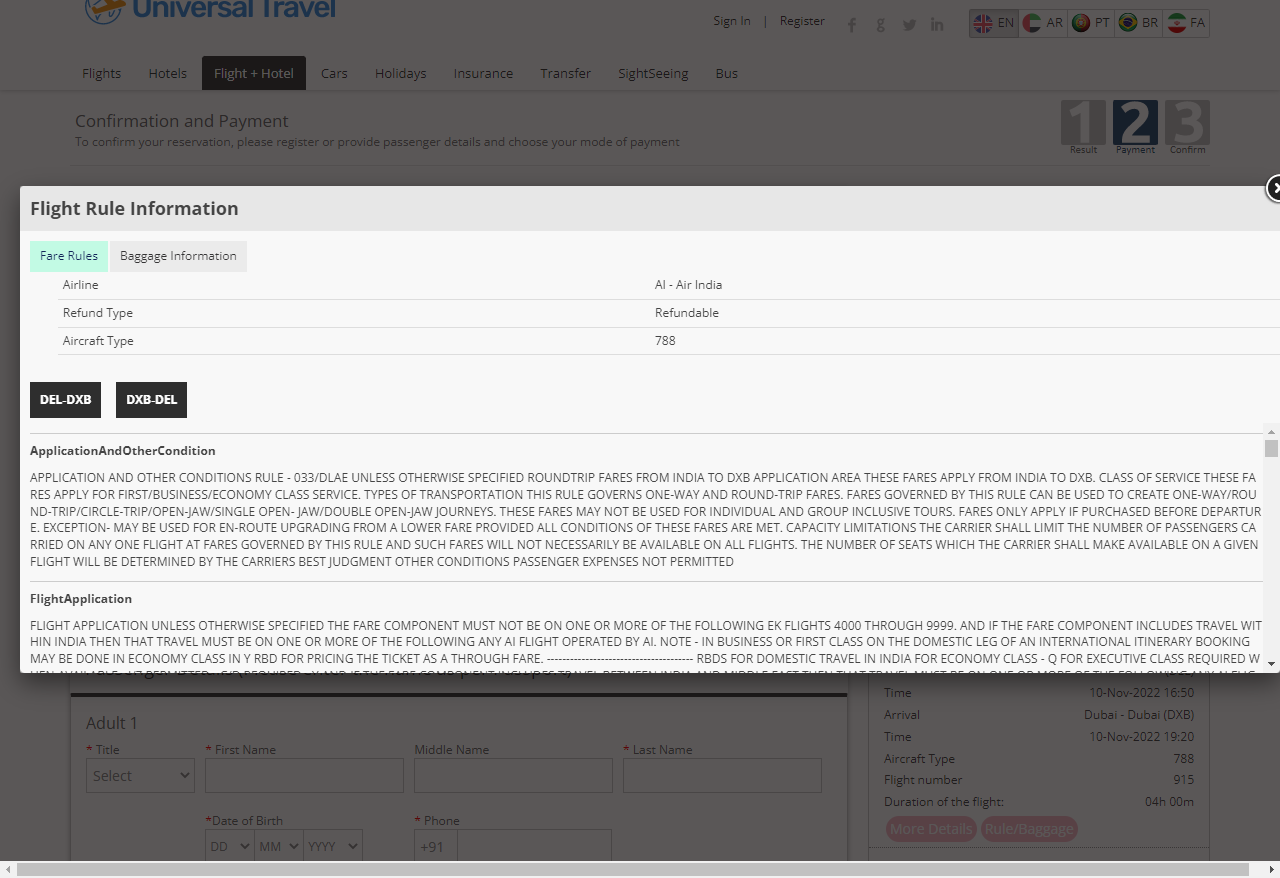 Universal Travel
Sign In | Register
EN AR PT BR FA
Flights Hotels Flight + Hotel Cars Holidays Insurance Transfer SightSeeing Bus
Confirmation and Payment
To confirm your reservation, please register or provide passenger details and choose your mode of payment
1 2 3
Result Payment Confirm
Flight Rule Information
Fare Rules Baggage Information
Airline AI - Air India
Refund Type Refundable
Aircraft Type 788
DEL-DXB DXB-DEL
ApplicationAndOtherCondition
APPLICATION AND OTHER CONDITIONS RULE - 033/DLAE UNLESS OTHERWISE SPECIFIED ROUNDTRIP FARES FROM INDIA TO DXB APPLICATION AREA THESE FARES APPLY FROM INDIA TO DXB. CLASS OF SERVICE THESE FA
RES APPLY FOR FIRST/BUSINESS/ECONOMY CLASS SERVICE. TYPES OF TRANSPORTATION THIS RULE GOVERNS ONE-WAY AND ROUND-TRIP FARES. FARES GOVERNED BY THIS RULE CAN BE USED TO CREATE ONE-WAY/ROU
ND-TRIP/CIRCLE-TRIP/OPEN-JAW/SINGLE OPEN- JAW/DOUBLE OPEN-JAW JOURNEYS. THESE FARES MAY NOT BE USED FOR INDIVIDUAL AND GROUP INCLUSIVE TOURS. FARES ONLY APPLY IF PURCHASED BEFORE DEPARTUR
E. EXCEPTION- MAY BE USED FOR EN-ROUTE UPGRADING FROM A LOWER FARE PROVIDED ALL CONDITIONS OF THESE FARES ARE MET. CAPACITY LIMITATIONS THE CARRIER SHALL LIMIT THE NUMBER OF PASSENGERS CA
RRIED ON ANY ONE FLIGHT AT FARES GOVERNED BY THIS RULE AND SUCH FARES WILL NOT NECESSARILY BE AVAILABLE ON ALL FLIGHTS. THE NUMBER OF SEATS WHICH THE CARRIER SHALL MAKE AVAILABLE ON A GIVEN
FLIGHT WILL BE DETERMINED BY THE CARRIERS BEST JUDGMENT OTHER CONDITIONS PASSENGER EXPENSES NOT PERMITTED
FlightApplication
FLIGHT APPLICATION UNLESS OTHERWISE SPECIFIED THE FARE COMPONENT MUST NOT BE ON ONE OR MORE OF THE FOLLOWING EK FLIGHTS 4000 THROUGH 9999. AND IF THE FARE COMPONENT INCLUDES TRAVEL WIT
HIN INDIA THEN THAT TRAVEL MUST BE ON ONE OR MORE OF THE FOLLOWING ANY AI FLIGHT OPERATED BY AI. NOTE - IN BUSINESS OR FIRST CLASS ON THE DOMESTIC LEG OF AN INTERNATIONAL ITINERARY BOOKING
MAY BE DONE IN ECONOMY CLASS IN Y RBD FOR PRICING THE TICKET AS A THROUGH FARE. -------------------------------------- RBDS FOR DOMESTIC TRAVEL IN INDIA FOR ECONOMY CLASS - Q FOR EXECUTIVE CLASS REQUIRED W
Time 10-Nov-2022 16:50
Arrival Dubai - Dubai (DXB)
Time 10-Nov-2022 19:20
Aircraft Type 788
Flight number 915
Duration of the flight: 04h 00m
More Details Rule/Baggage
Adult 1
* Title * First Name Middle Name * Last Name
Select
*Date of Birth * Phone
DD MM YYYY +91